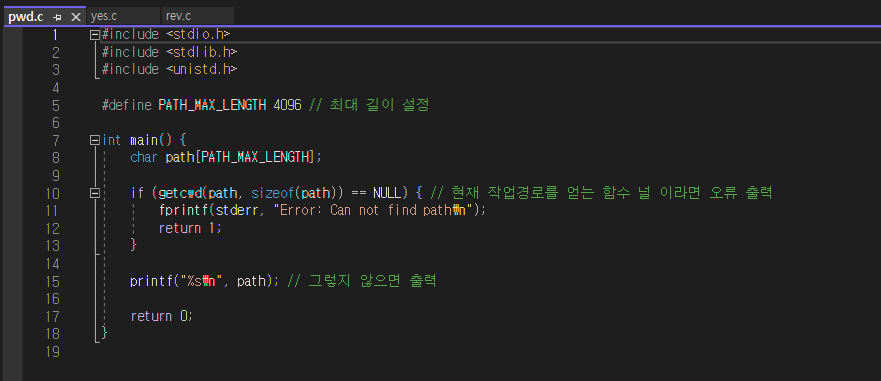 pwd.c yes.c rev.c
1 #include <stdio.h>
2 #include <stdlib.h>
3 #include <unistd.h>
4
5 #define PATH_MAX_LENGTH 4096 // 최대 길이 설정
6
7 int main() {
8 char path[PATH_MAX_LENGTH];
9
10 if (getcwd(path, sizeof(path)) == NULL) { // 현재 작업경로를 얻는 함수 널 이라면 오류 출력
11 fprintf(stderr, "Error: Can not find path₩n");
12 return 1;
13 }
14
15 printf("%s₩n", path); // 그렇지 않으면 출력
16
17 return 0;
18 }
19